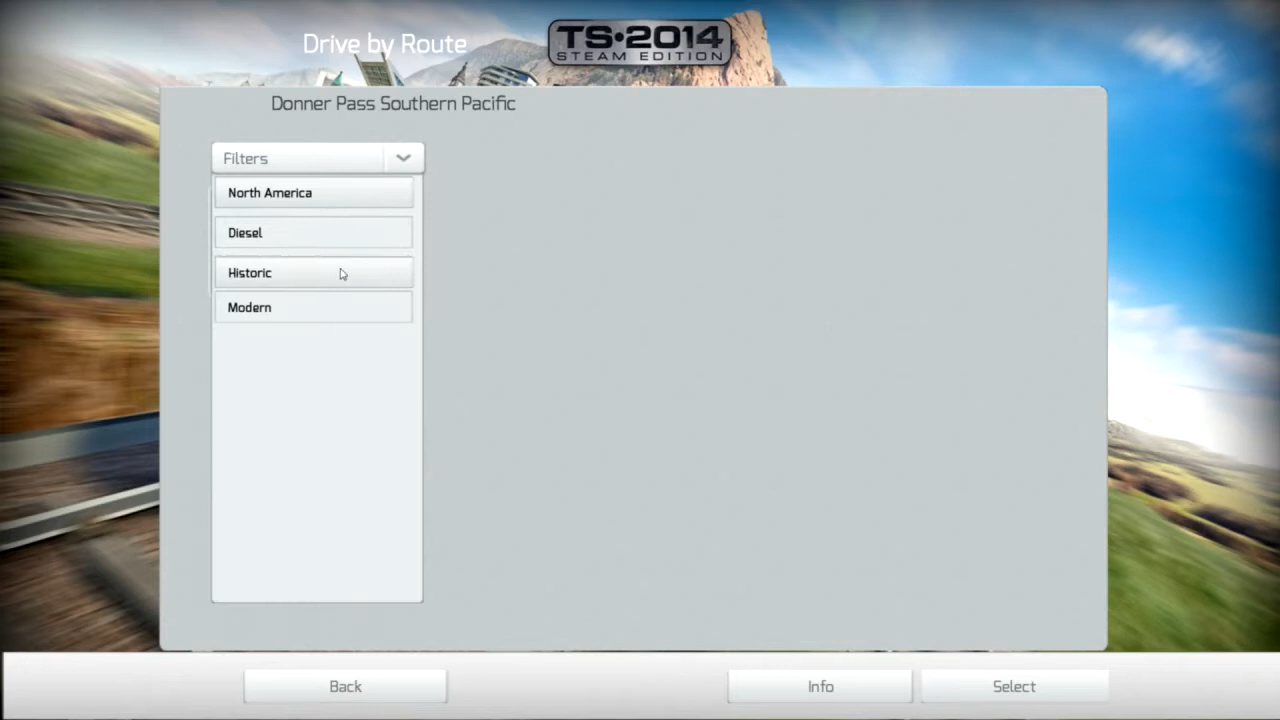 Drive by Route
TS•2014
STEAM EDITION
Donner Pass Southern Pacific
Filters
North America
Diesel
Historic
Modern
Back
Info
Select